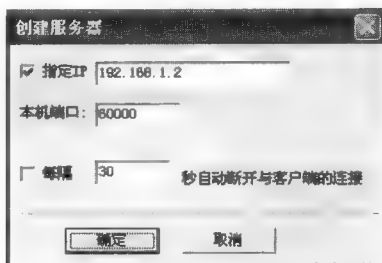 创建服务器
指定IP 192.168.1.2
本机端口: 60000
每隔 30 秒自动断开与客户端的连接
确定 取消